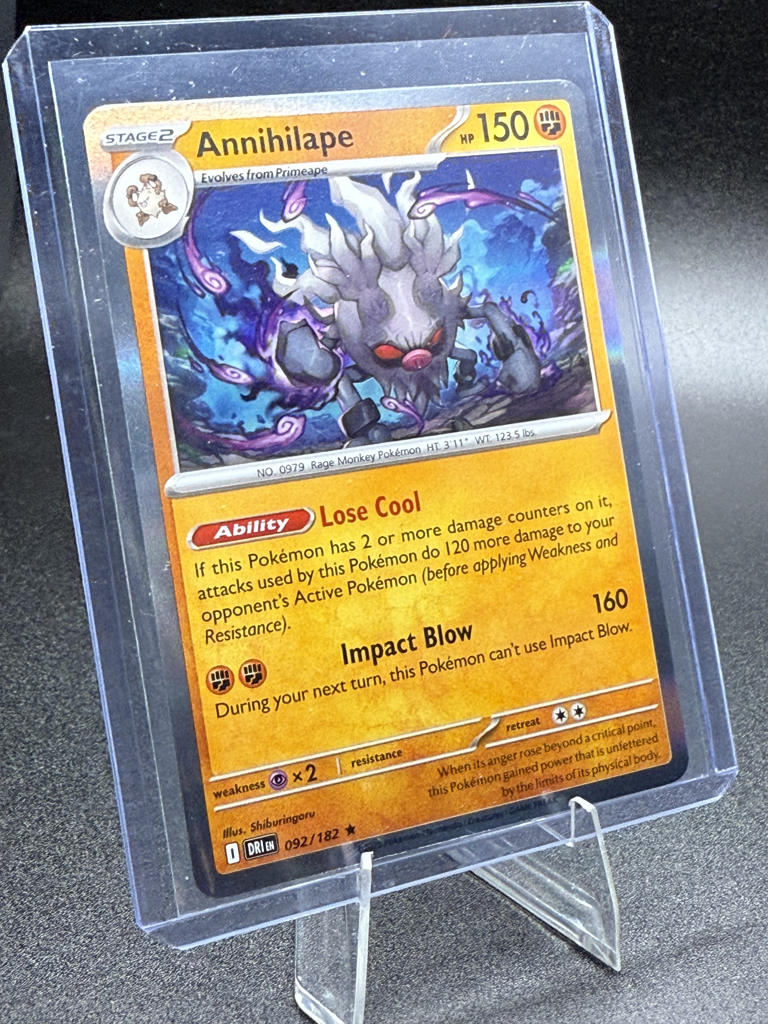 STAGE2 Annihilape HP 150
Evolves from Primeape
NO. 0979 Rage Monkey Pokémon HT. 3'11" WT. 123.5 lbs.
Ability Lose Cool
If this Pokémon has 2 or more damage counters on it,
attacks used by this Pokémon do 120 more damage to your
opponent's Active Pokémon (before applying Weakness and
Resistance).
Impact Blow 160
During your next turn, this Pokémon can't use Impact Blow.
weakness ×2 resistance retreat
When its anger rose beyond a critical point,
this Pokémon gained power that is unfettered
by the limits of its physical body.
Illus. Shiburingaru
I DRI EN 092/182 ★